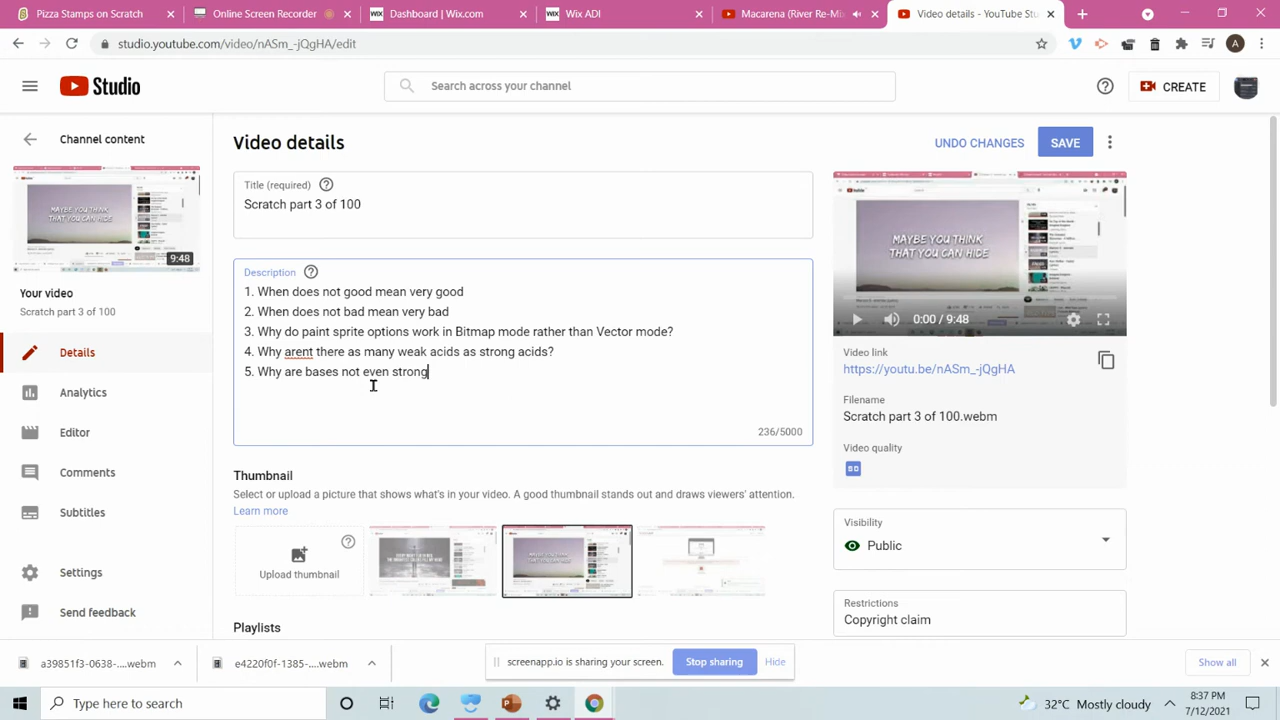 Pizza Stamps on Scratch
Online Screen Recorder
Dashboard | Wix.com
Wix ADI
Macarena (River Re-Mix
Video details - YouTube Stu
studio.youtube.com/video/nASm_-jQgHA/edit
Studio
Search across your channel
CREATE
Channel content
9:48
Your video
Scratch part 3 of 100
Details
Analytics
Editor
Comments
Subtitles
Settings
Send feedback
Video details
UNDO CHANGES
SAVE
Title (required)
Scratch part 3 of 100
Description
1. When does not good mean very good
2. When does not bad mean very bad
3. Why do paint some options work in Bitmap mode rather than Vector mode?
4. Why arent there as many weak acids as strong acids?
5. Why are bases not even strong
236/5000
Thumbnail
Select or upload a picture that shows what's in your video. A good thumbnail stands out and draws viewers' attention.
Learn more
Upload thumbnail
Playlists
MAYBE YOU THINK
THAT YOU CAN HIDE
0:00 / 9:48
Video link
https://youtu.be/nASm_-jQgHA
Filename
Scratch part 3 of 100.webm
Video quality
SD
Visibility
Public
Restrictions
Copyright claim
a39851f3-0638-....webm
e4220f0f-1385-....webm
screenapp.io is sharing your screen.
Stop sharing
Hide
Show all
Type here to search
32°C Mostly cloudy
8:37 PM
7/12/2021